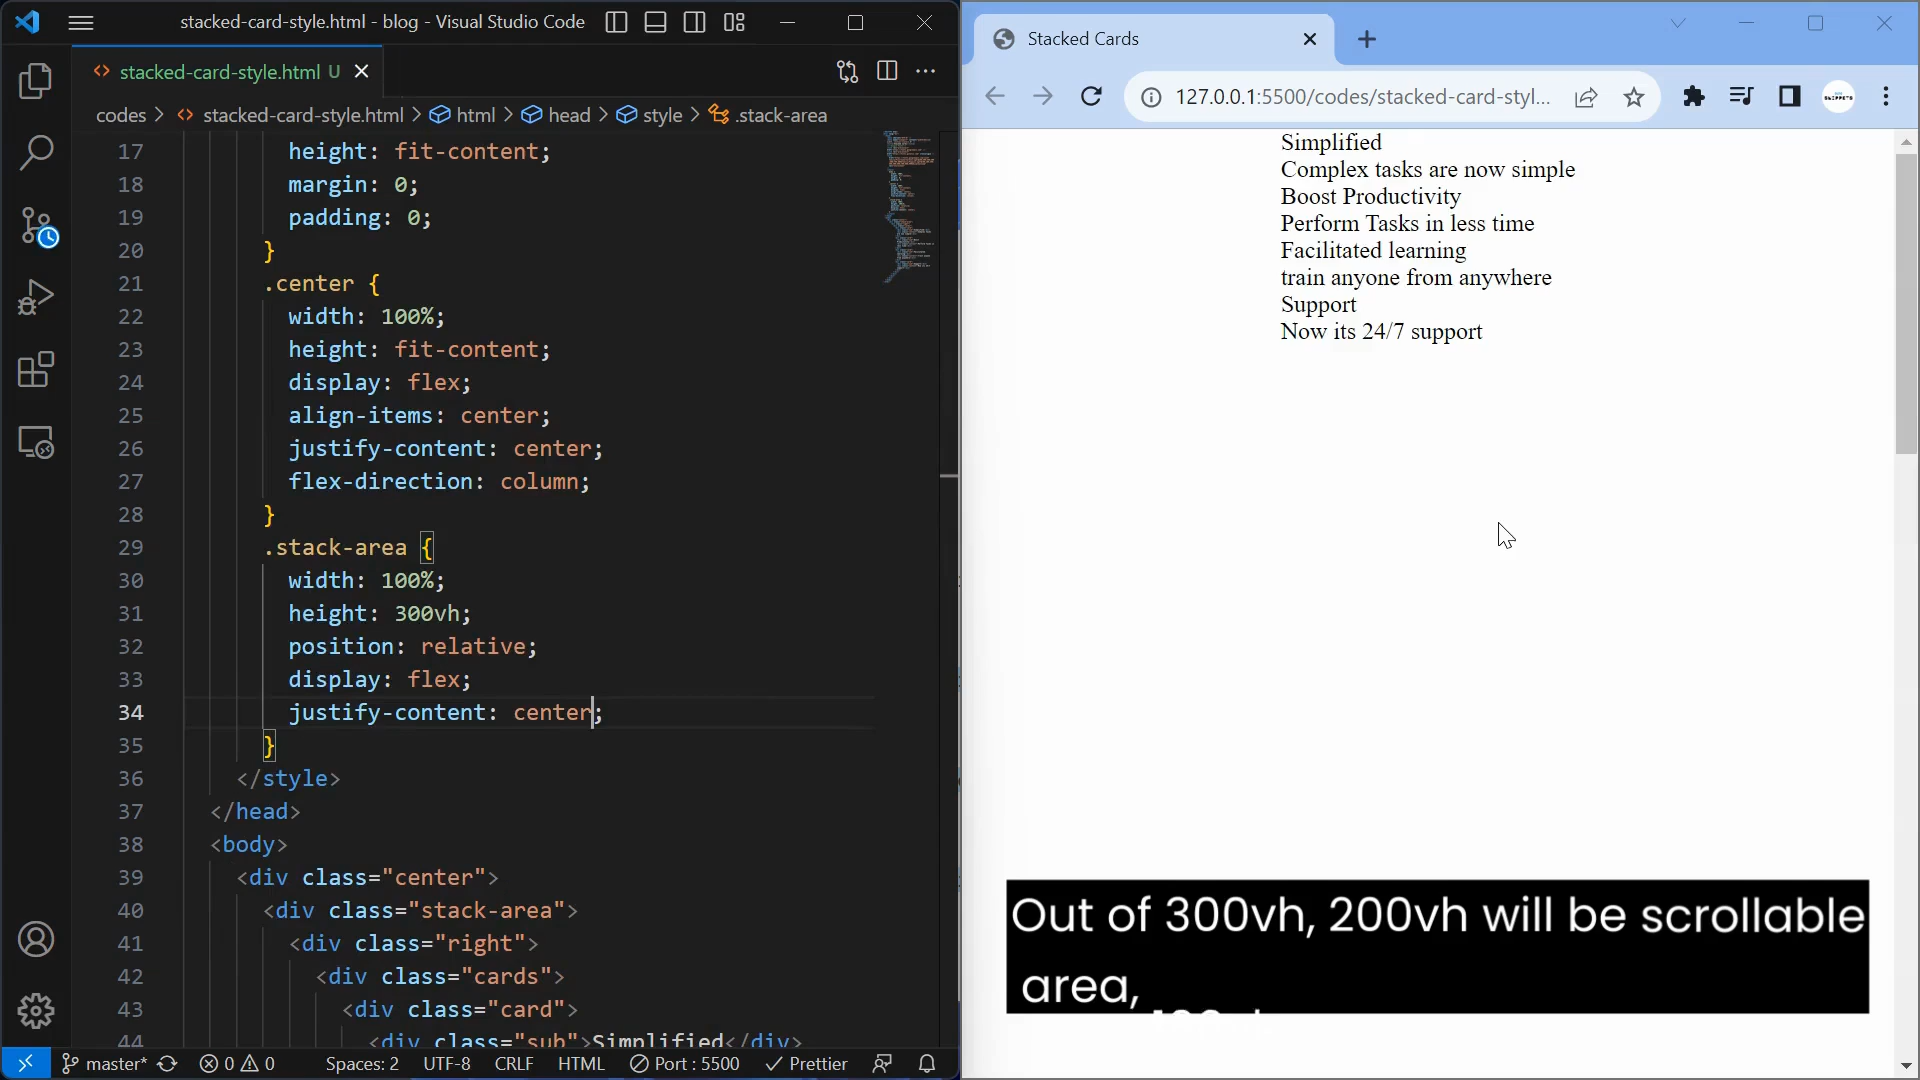 stacked-card-style.html - blog - Visual Studio Code
stacked-card-style.html U
codes > stacked-card-style.html > html > head > style > .stack-area
17 height: fit-content;
18 margin: 0;
19 padding: 0;
20 }
21 .center {
22 width: 100%;
23 height: fit-content;
24 display: flex;
25 align-items: center;
26 justify-content: center;
27 flex-direction: column;
28 }
29 .stack-area {
30 width: 100%;
31 height: 300vh;
32 position: relative;
33 display: flex;
34 justify-content: center;
35 }
36 </style>
37 </head>
38 <body>
39 <div class="center">
40 <div class="stack-area">
41 <div class="right">
42 <div class="cards">
43 <div class="card">
44 <div class="sub">Simplified</div>
master* 0 0 Spaces: 2 UTF-8 CRLF HTML Port : 5500 Prettier
Stacked Cards
127.0.0.1:5500/codes/stacked-card-styl...
Simplified
Complex tasks are now simple
Boost Productivity
Perform Tasks in less time
Facilitated learning
train anyone from anywhere
Support
Now its 24/7 support
Out of 300vh, 200vh will be scrollable
area,